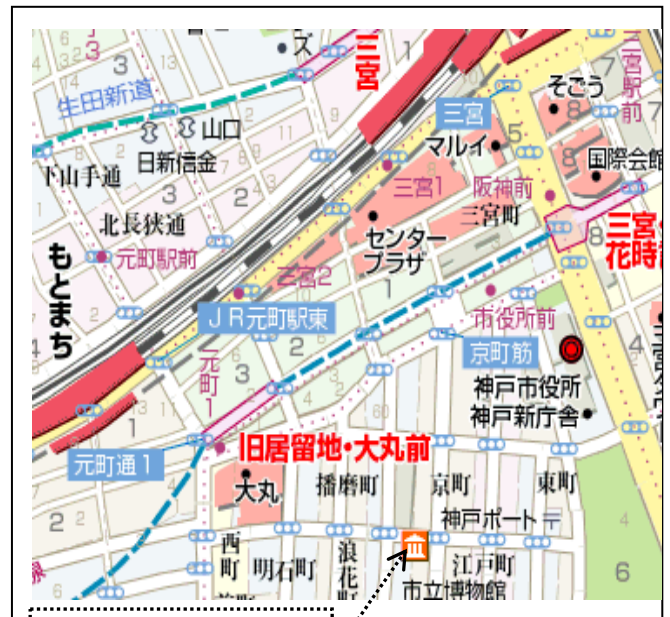 三宮
生田新道
山口
日新信金
下山手通
3
3
2
北長狭通
元町駅前
もとまち
三宮
マルイ
そごう
三宮駅前
国際会館
三宮1
阪神前
三宮町
センター
プラザ
三宮2
JR元町駅東
元町1
元町通1
市役所前
京町筋
神戸市役所
神戸新庁舎
旧居留地・大丸前
大丸
播磨町
京町
東町
神戸ポート
西町
明石町
浪花町
江戸町
市立博物館
6